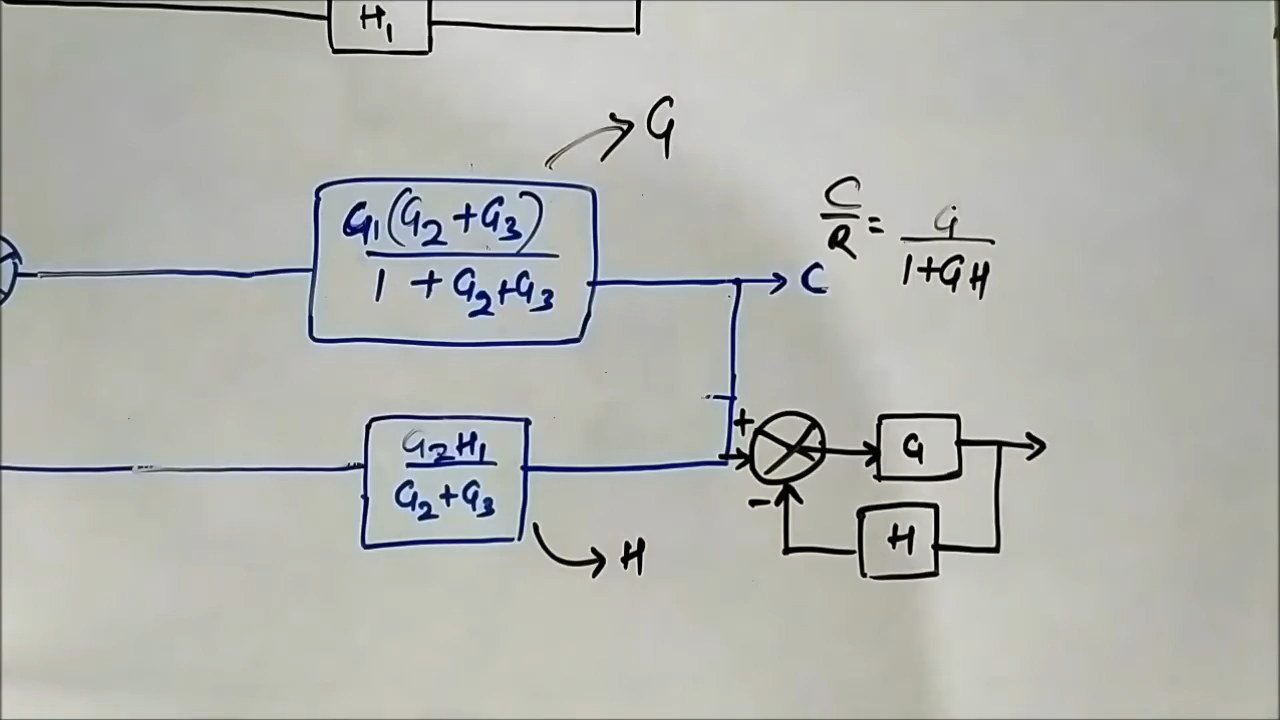 H₁
G
G₁(G₂+G₃)
1 + G₂+G₃
C
C/R = G/1+GH
G₂H₁
G₂+G₃
H
+
-
G
H